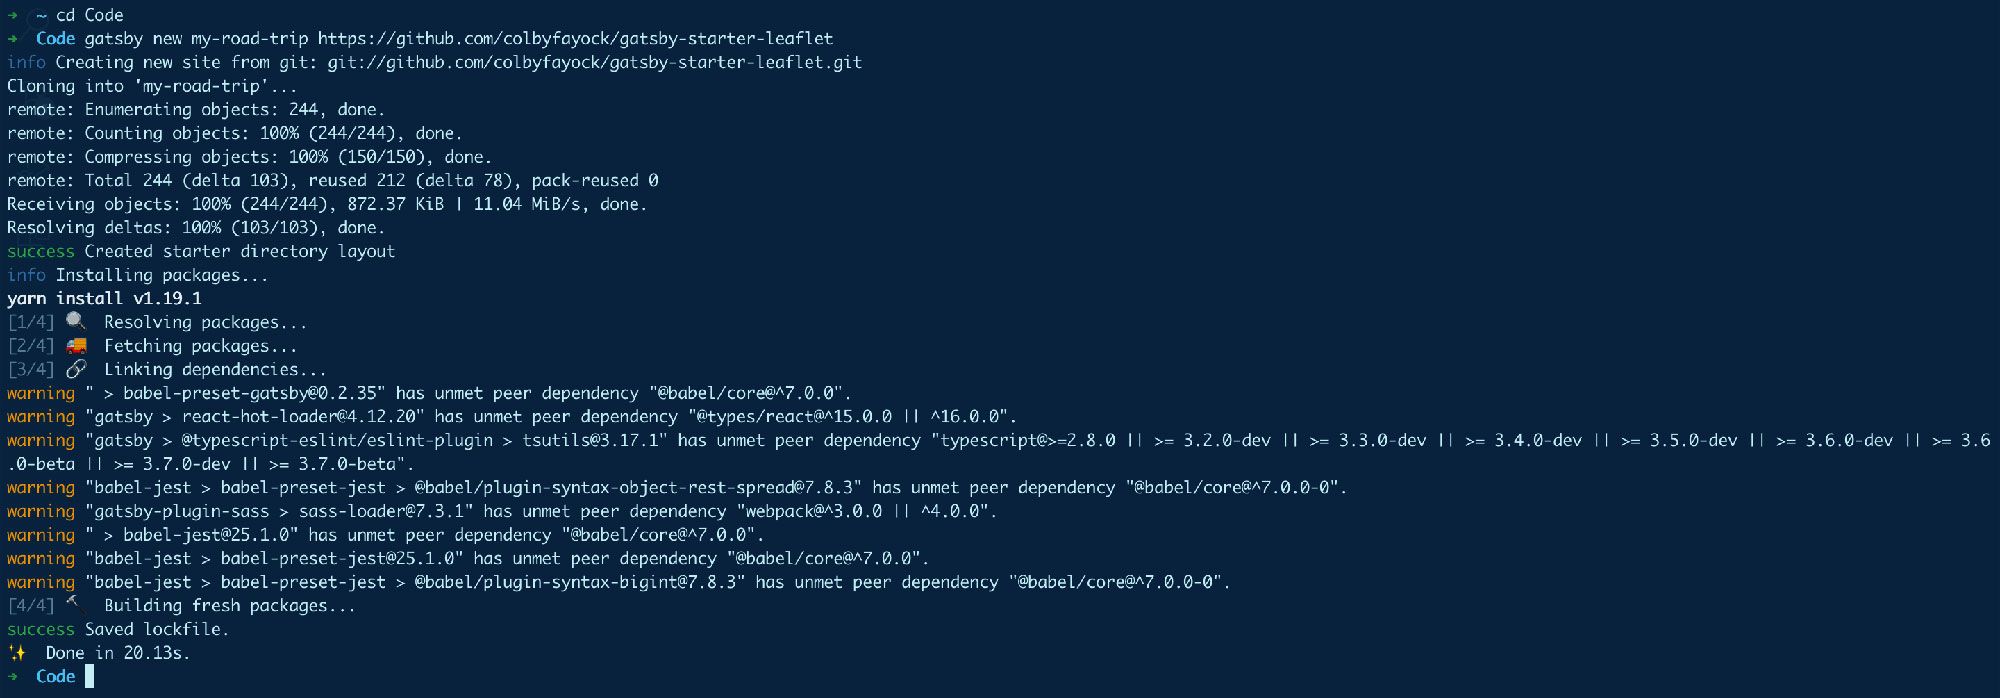 ➜  ~ cd Code
➜  Code gatsby new my-road-trip https://github.com/colbyfayock/gatsby-starter-leaflet
info Creating new site from git: git://github.com/colbyfayock/gatsby-starter-leaflet.git
Cloning into 'my-road-trip'...
remote: Enumerating objects: 244, done.
remote: Counting objects: 100% (244/244), done.
remote: Compressing objects: 100% (150/150), done.
remote: Total 244 (delta 103), reused 212 (delta 78), pack-reused 0
Receiving objects: 100% (244/244), 872.37 KiB | 11.04 MiB/s, done.
Resolving deltas: 100% (103/103), done.
success Created starter directory layout
info Installing packages...
yarn install v1.19.1
[1/4] 🔍  Resolving packages...
[2/4] 🚚  Fetching packages...
[3/4] 🔗  Linking dependencies...
warning " > babel-preset-gatsby@0.2.35" has unmet peer dependency "@babel/core@^7.0.0".
warning "gatsby > react-hot-loader@4.12.20" has unmet peer dependency "@types/react@^15.0.0 || ^16.0.0".
warning "gatsby > @typescript-eslint/eslint-plugin > tsutils@3.17.1" has unmet peer dependency "typescript@>=2.8.0 || >= 3.2.0-dev || >= 3.3.0-dev || >= 3.4.0-dev || >= 3.5.0-dev || >= 3.6.0-dev || >= 3.6
.0-beta || >= 3.7.0-dev || >= 3.7.0-beta".
warning "babel-jest > babel-preset-jest > @babel/plugin-syntax-object-rest-spread@7.8.3" has unmet peer dependency "@babel/core@^7.0.0-0".
warning "gatsby-plugin-sass > sass-loader@7.3.1" has unmet peer dependency "webpack@^3.0.0 || ^4.0.0".
warning " > babel-jest@25.1.0" has unmet peer dependency "@babel/core@^7.0.0".
warning "babel-jest > babel-preset-jest@25.1.0" has unmet peer dependency "@babel/core@^7.0.0".
warning "babel-jest > babel-preset-jest > @babel/plugin-syntax-bigint@7.8.3" has unmet peer dependency "@babel/core@^7.0.0-0".
[4/4] 🔨  Building fresh packages...
success Saved lockfile.
✨  Done in 20.13s.
➜  Code